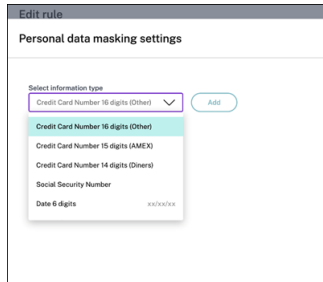 Edit rule
Personal data masking settings
Select information type
Credit Card Number 16 digits (Other)
Add
Credit Card Number 16 digits (Other)
Credit Card Number 15 digits (AMEX)
Credit Card Number 14 digits (Diners)
Social Security Number
Date 6 digits xx/xx/xx